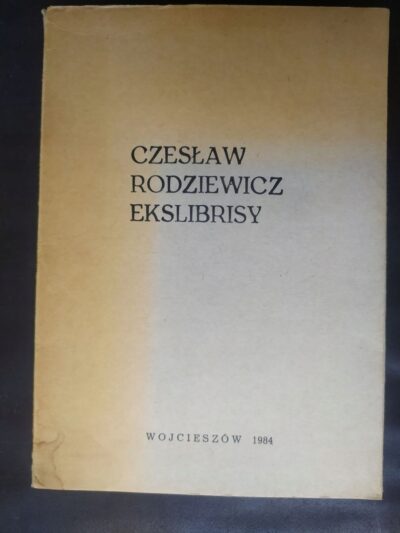 CZESŁAW
RODZIEWICZ
EKSLIBRISY
WOJCIESZÓW 1984